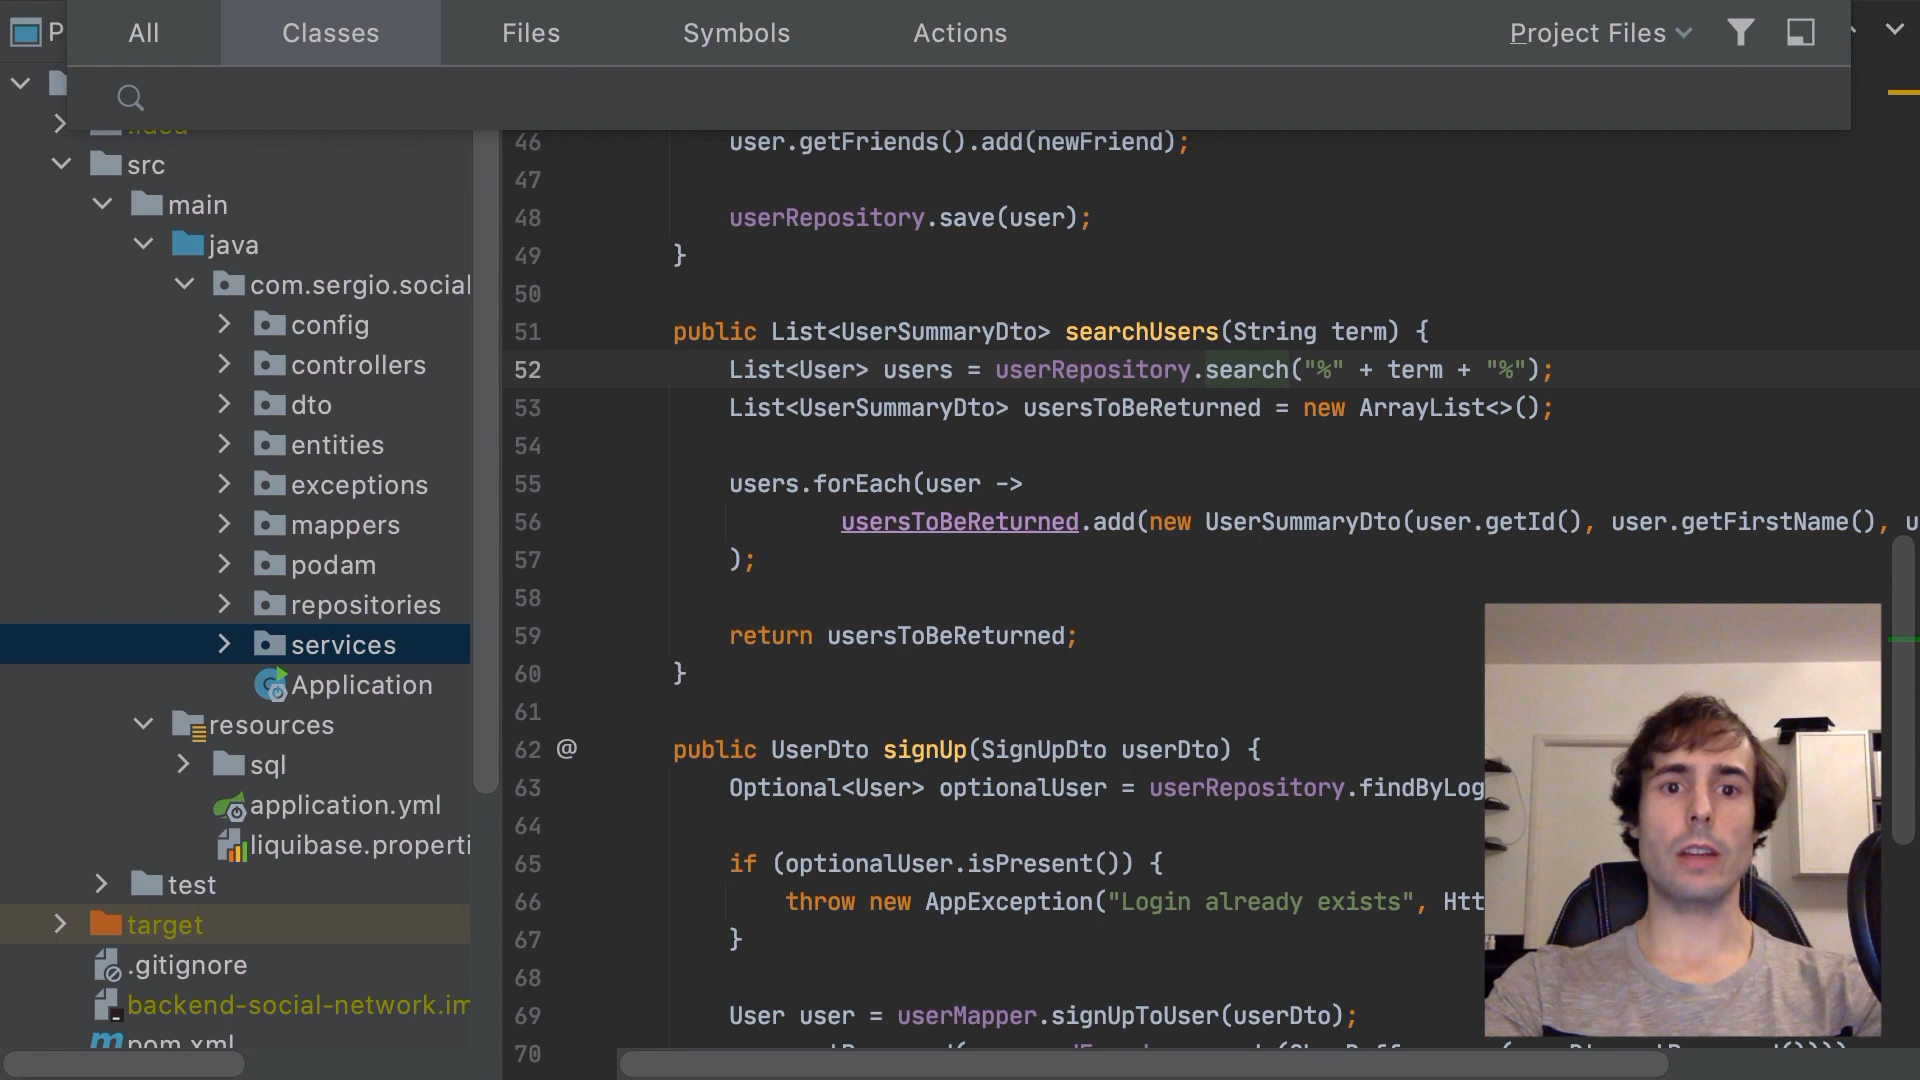 P
All
Classes
Files
Symbols
Actions
Project Files
.idea
src
main
java
com.sergio.social
config
controllers
dto
entities
exceptions
mappers
podam
repositories
services
Application
resources
sql
application.yml
liquibase.properti
test
target
.gitignore
backend-social-network.im
pom.xml
46 user.getFriends().add(newFriend);
47
48 userRepository.save(user);
49 }
50
51 public List<UserSummaryDto> searchUsers(String term) {
52 List<User> users = userRepository.search("%" + term + "%");
53 List<UserSummaryDto> usersToBeReturned = new ArrayList<>();
54
55 users.forEach(user ->
56 usersToBeReturned.add(new UserSummaryDto(user.getId(), user.getFirstName(), u
57 );
58
59 return usersToBeReturned;
60 }
61
62 @ public UserDto signUp(SignUpDto userDto) {
63 Optional<User> optionalUser = userRepository.findByLog
64
65 if (optionalUser.isPresent()) {
66 throw new AppException("Login already exists", Htt
67 }
68
69 User user = userMapper.signUpToUser(userDto);
70